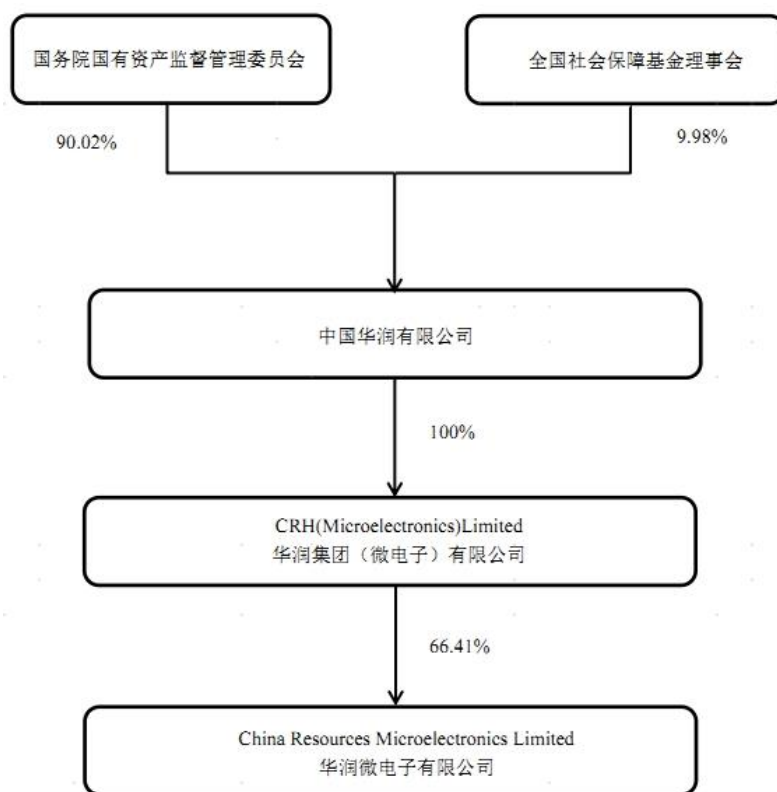 国务院国有资产监督管理委员会
全国社会保障基金理事会
90.02%
9.98%
中国华润有限公司
100%
CRH(Microelectronics)Limited
华润集团（微电子）有限公司
66.41%
China Resources Microelectronics Limited
华润微电子有限公司